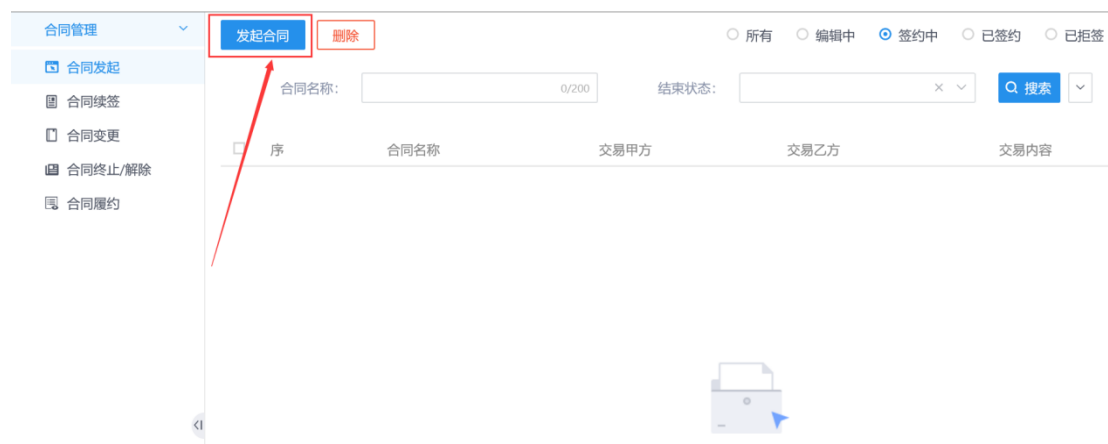 合同管理
发起合同 删除 所有 编辑中 签约中 已签约 已拒签
合同发起
合同名称: 0/200 结束状态: 搜索
合同续签
合同变更
序 合同名称 交易甲方 交易乙方 交易内容
合同终止/解除
合同履约